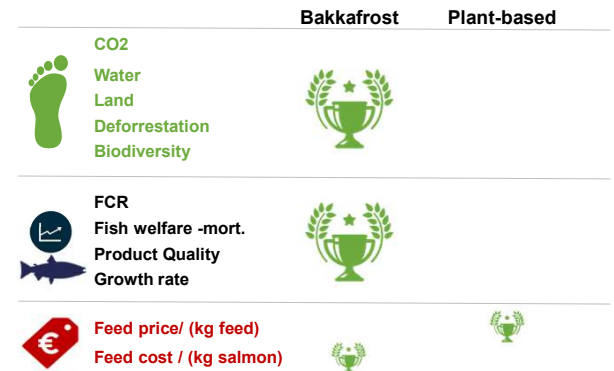 Bakkafrost Plant-based
CO2
Water
Land
Deforrestation
Biodiversity
FCR
Fish welfare -mort.
Product Quality
Growth rate
€
Feed price/ (kg feed)
Feed cost / (kg salmon)